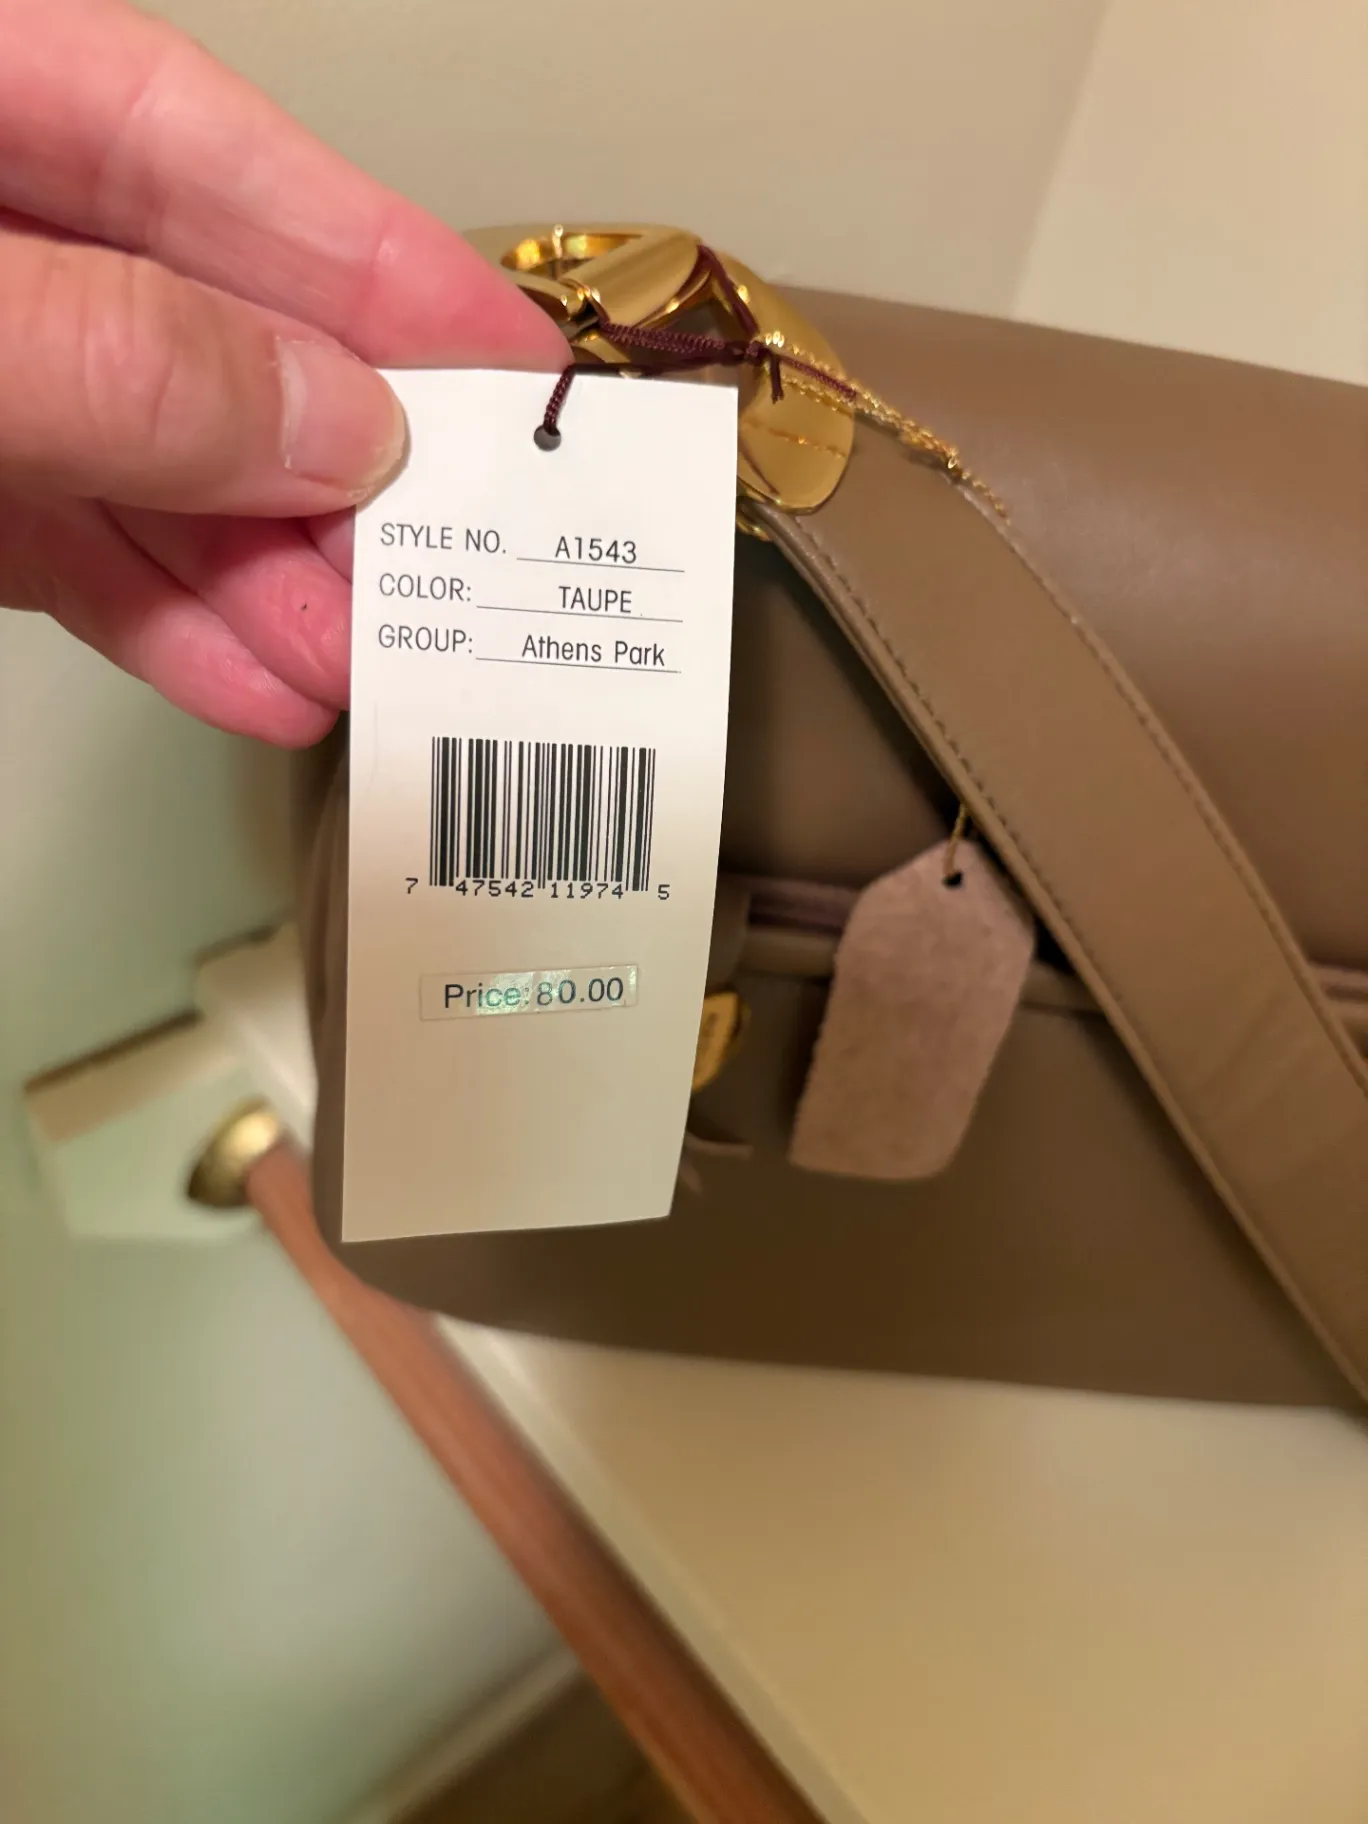 STYLE NO. A1543
COLOR: TAUPE
GROUP: Athens Park
7 47542 11974 5
Price: 80.00